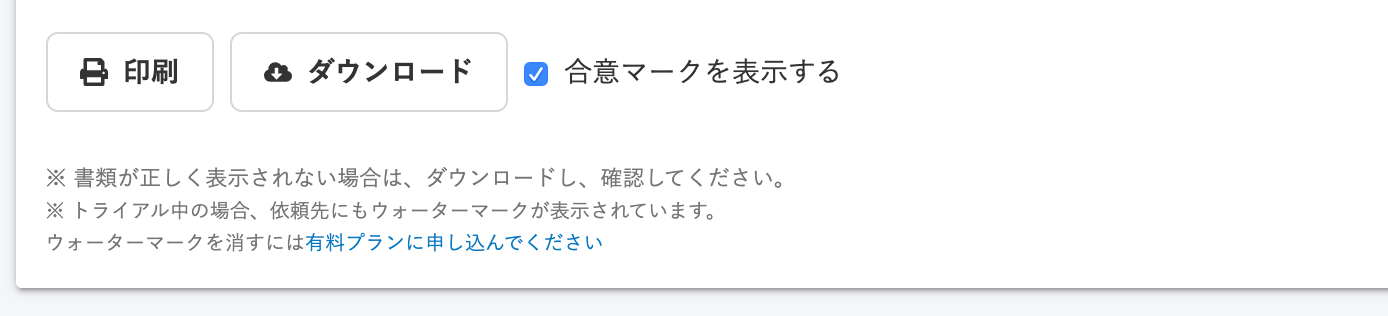 印刷 ダウンロード 合意マークを表示する
※ 書類が正しく表示されない場合は、ダウンロードし、確認してください。
※ トライアル中の場合、依頼先にもウォーターマークが表示されています。
ウォーターマークを消すには有料プランに申し込んでください